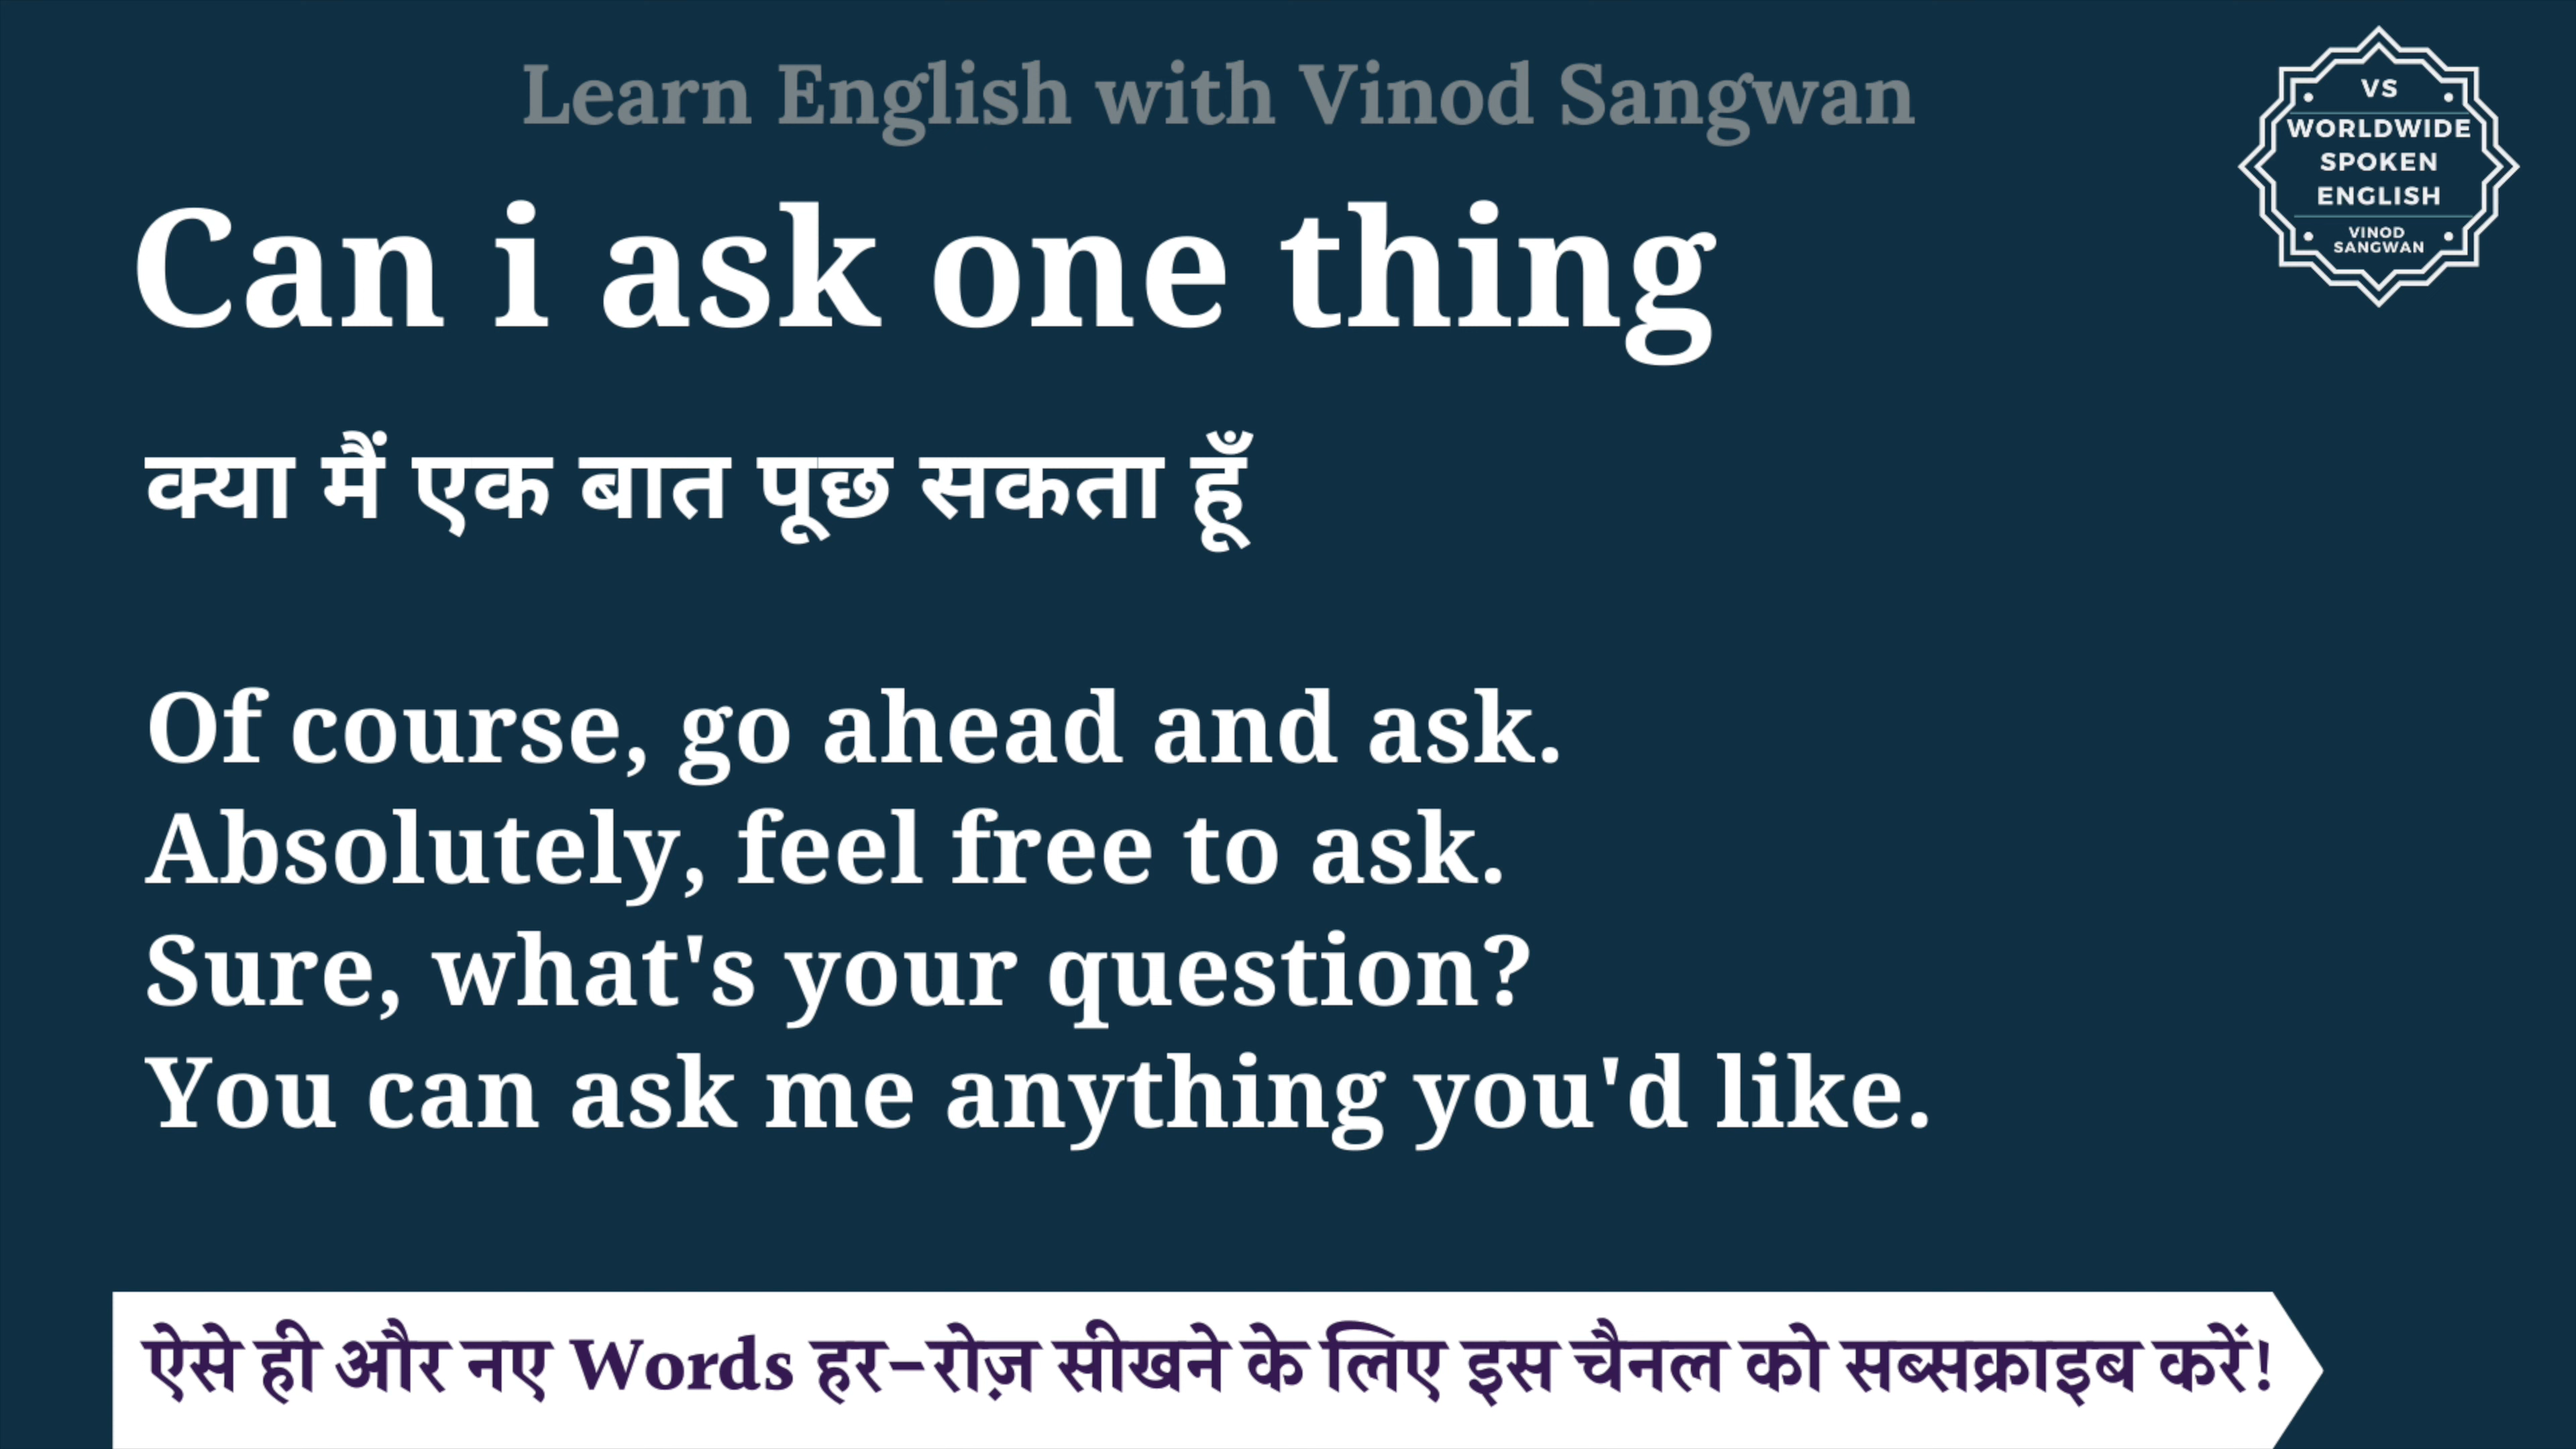 Learn English with Vinod Sangwan
VS
WORLDWIDE
SPOKEN
ENGLISH
VINOD
SANGWAN
Can i ask one thing
क्या मैं एक बात पूछ सकता हूँ
Of course, go ahead and ask.
Absolutely, feel free to ask.
Sure, what's your question?
You can ask me anything you'd like.
ऐसे ही और नए Words हर-रोज़ सीखने के लिए इस चैनल को सब्सक्राइब करें!